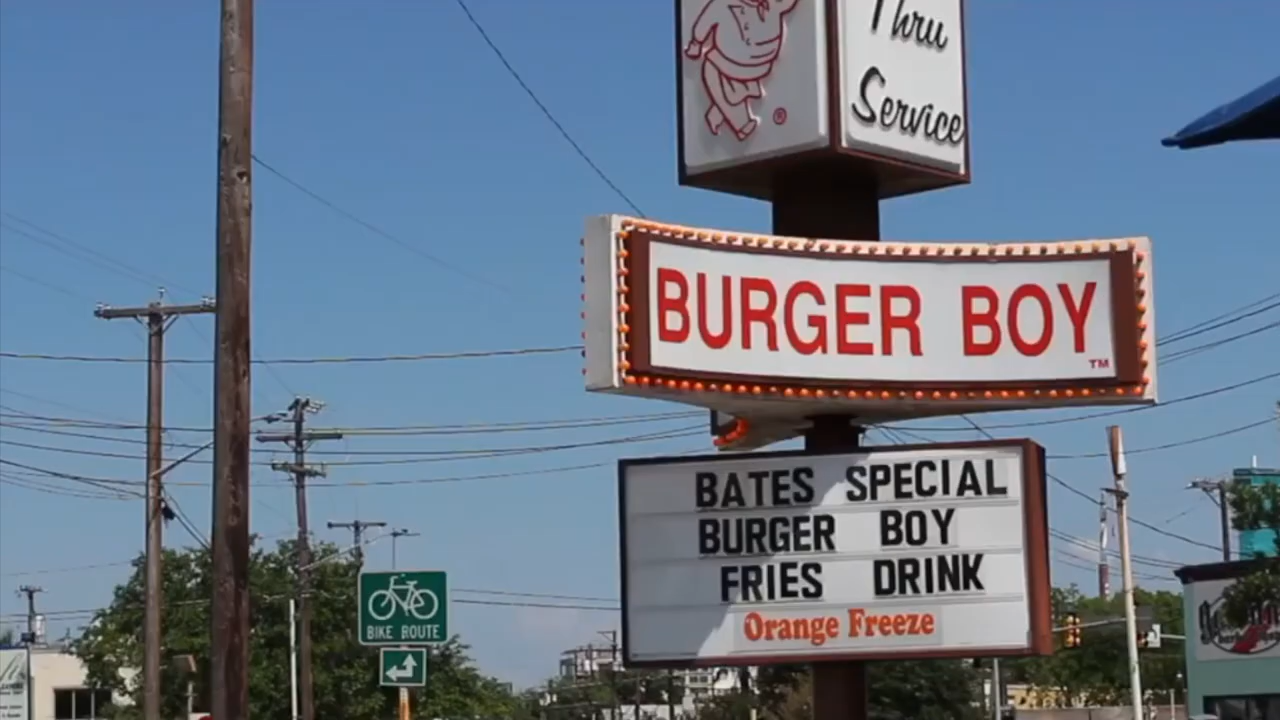 Thru
Service
®
BURGER BOY
TM
BATES SPECIAL
BURGER BOY
FRIES DRINK
Orange Freeze
BIKE ROUTE